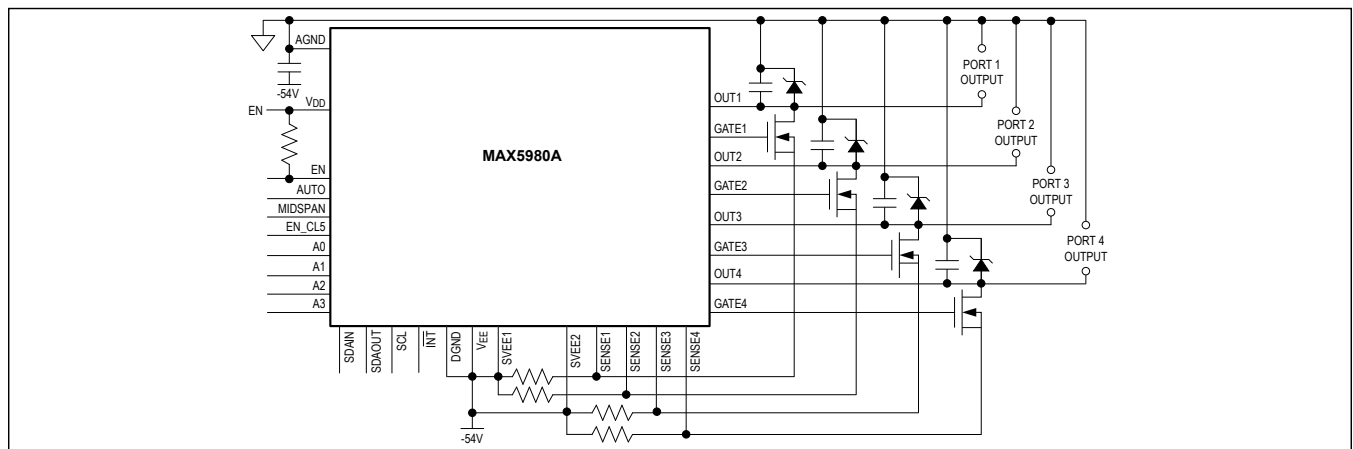 AGND
-54V
EN
VDD
EN
AUTO
MIDSPAN
EN_CL5
A0
A1
A2
A3
MAX5980A
OUT1
GATE1
OUT2
GATE2
OUT3
GATE3
OUT4
GATE4
PORT 1
OUTPUT
PORT 2
OUTPUT
PORT 3
OUTPUT
PORT 4
OUTPUT
SDAIN
SDAOUT
SCL
INT
DGND
VEE
SVEE1
SVEE2
SENSE1
SENSE2
SENSE3
SENSE4
-54V